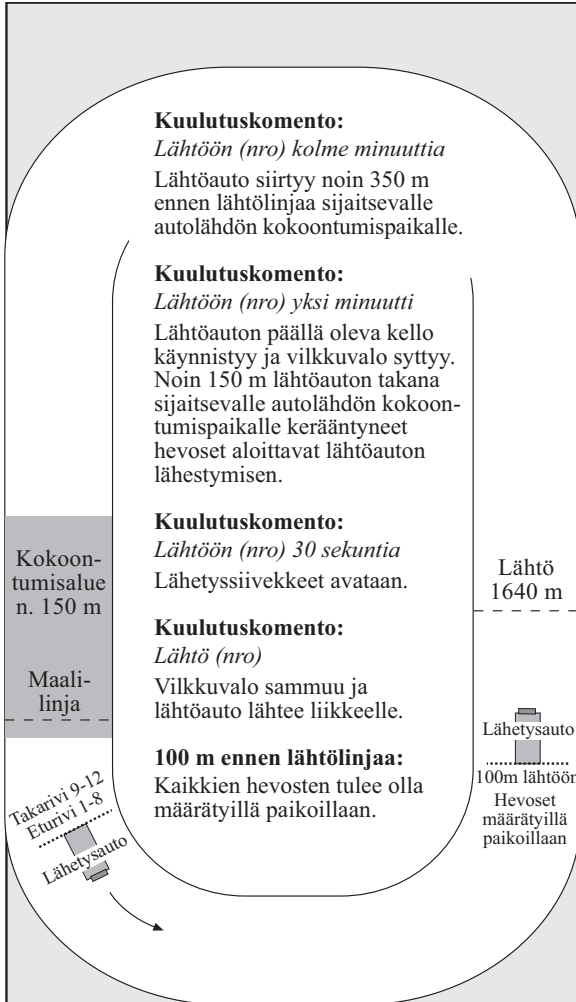 Kuulutuskomento:
Lähtöön (nro) kolme minuuttia
Lähtöauto siirtyy noin 350 m
ennen lähtölinjaa sijaitsevalle
autolähdön kokoontumispaikalle.
Kuulutuskomento:
Lähtöön (nro) yksi minuutti
Lähtöauton päällä oleva kello
käynnistyy ja vilkkuvalo syttyy.
Noin 150 m lähtöauton takana
sijaitsevalle autolähdön kokoon-
tumispaikalle kerääntyneet
hevoset aloittavat lähtöauton
lähestymisen.
Kuulutuskomento:
Lähtöön (nro) 30 sekuntia
Lähetyssiivekkeet avataan.
Kuulutuskomento:
Lähtö (nro)
Vilkkuvalo sammuu ja
lähtöauto lähtee liikkeelle.
100 m ennen lähtölinjaa:
Kaikkien hevosten tulee olla
määrätyillä paikoillaan.
Kokoon-
tumisalue
n. 150 m
Maali-
linja
Takarivi 9-12
Eturivi 1-8
Lähetysauto
Lähtö
1640 m
Lähetysauto
100m lähtöön
Hevoset
määrätyillä
paikoillaan